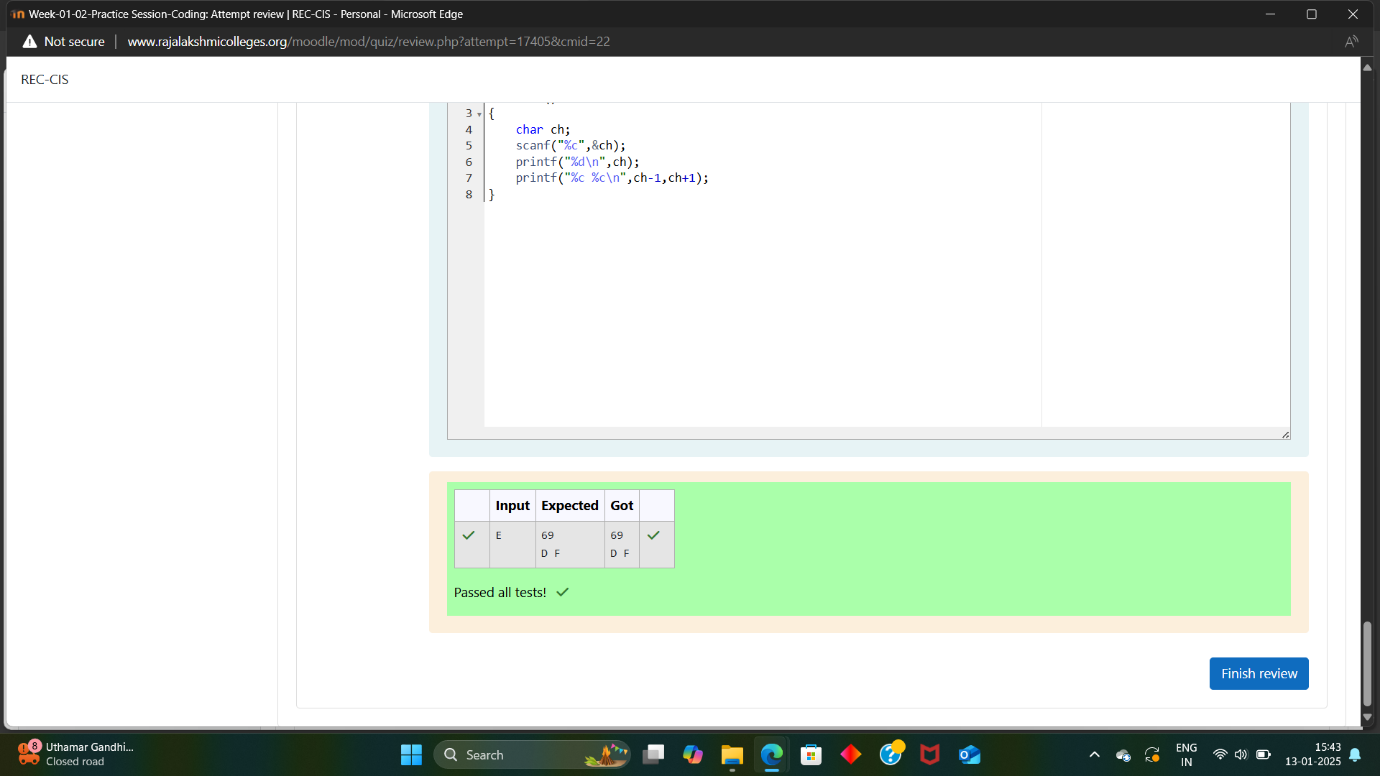 Week-01-02-Practice Session-Coding: Attempt review | REC-CIS - Personal - Microsoft Edge
Not secure | www.rajalakshmicolleges.org/moodle/mod/quiz/review.php?attempt=17405&cmid=22
REC-CIS
3 {
4 char ch;
5 scanf("%c",&ch);
6 printf("%d\n",ch);
7 printf("%c %c\n",ch-1,ch+1);
8 }
Input Expected Got
E 69 69
D F D F
Passed all tests!
Finish review
8 Uthamar Gandhi...
Closed road
Search
ENG
IN
15:43
13-01-2025